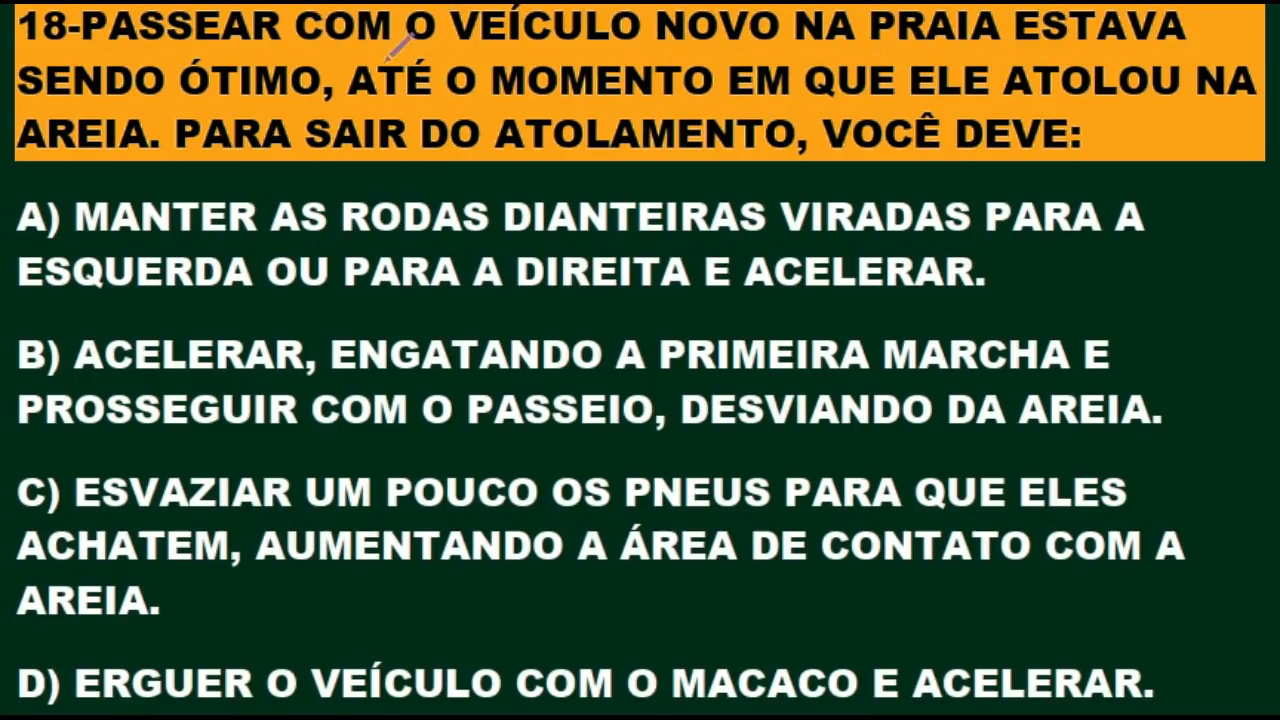 18-PASSEAR COM O VEÍCULO NOVO NA PRAIA ESTAVA
SENDO ÓTIMO, ATÉ O MOMENTO EM QUE ELE ATOLOU NA
AREIA. PARA SAIR DO ATOLAMENTO, VOCÊ DEVE:
A) MANTER AS RODAS DIANTEIRAS VIRADAS PARA A
ESQUERDA OU PARA A DIREITA E ACELERAR.
B) ACELERAR, ENGATANDO A PRIMEIRA MARCHA E
PROSSEGUIR COM O PASSEIO, DESVIANDO DA AREIA.
C) ESVAZIAR UM POUCO OS PNEUS PARA QUE ELES
ACHATEM, AUMENTANDO A ÁREA DE CONTATO COM A
AREIA.
D) ERGUER O VEÍCULO COM O MACACO E ACELERAR.